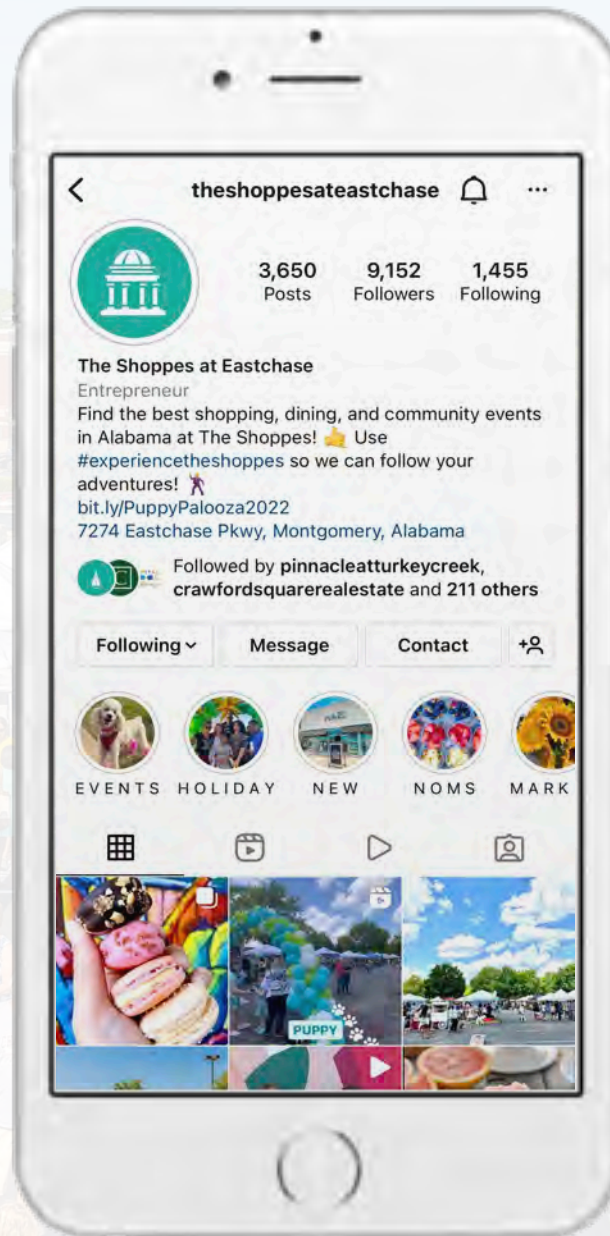 theshoppesateastchase
3,650 9,152 1,455
Posts Followers Following
The Shoppes at Eastchase
Entrepreneur
Find the best shopping, dining, and community events
in Alabama at The Shoppes! 🤙 Use
#experiencetheshoppes so we can follow your
adventures! 🕺
bit.ly/PuppyPalooza2022
7274 Eastchase Pkwy, Montgomery, Alabama
Followed by pinnacleatturkeycreek,
crawfordsquarerealestate and 211 others
Following Message Contact
EVENTS HOLIDAY NEW NOMS MARK
PUPPY